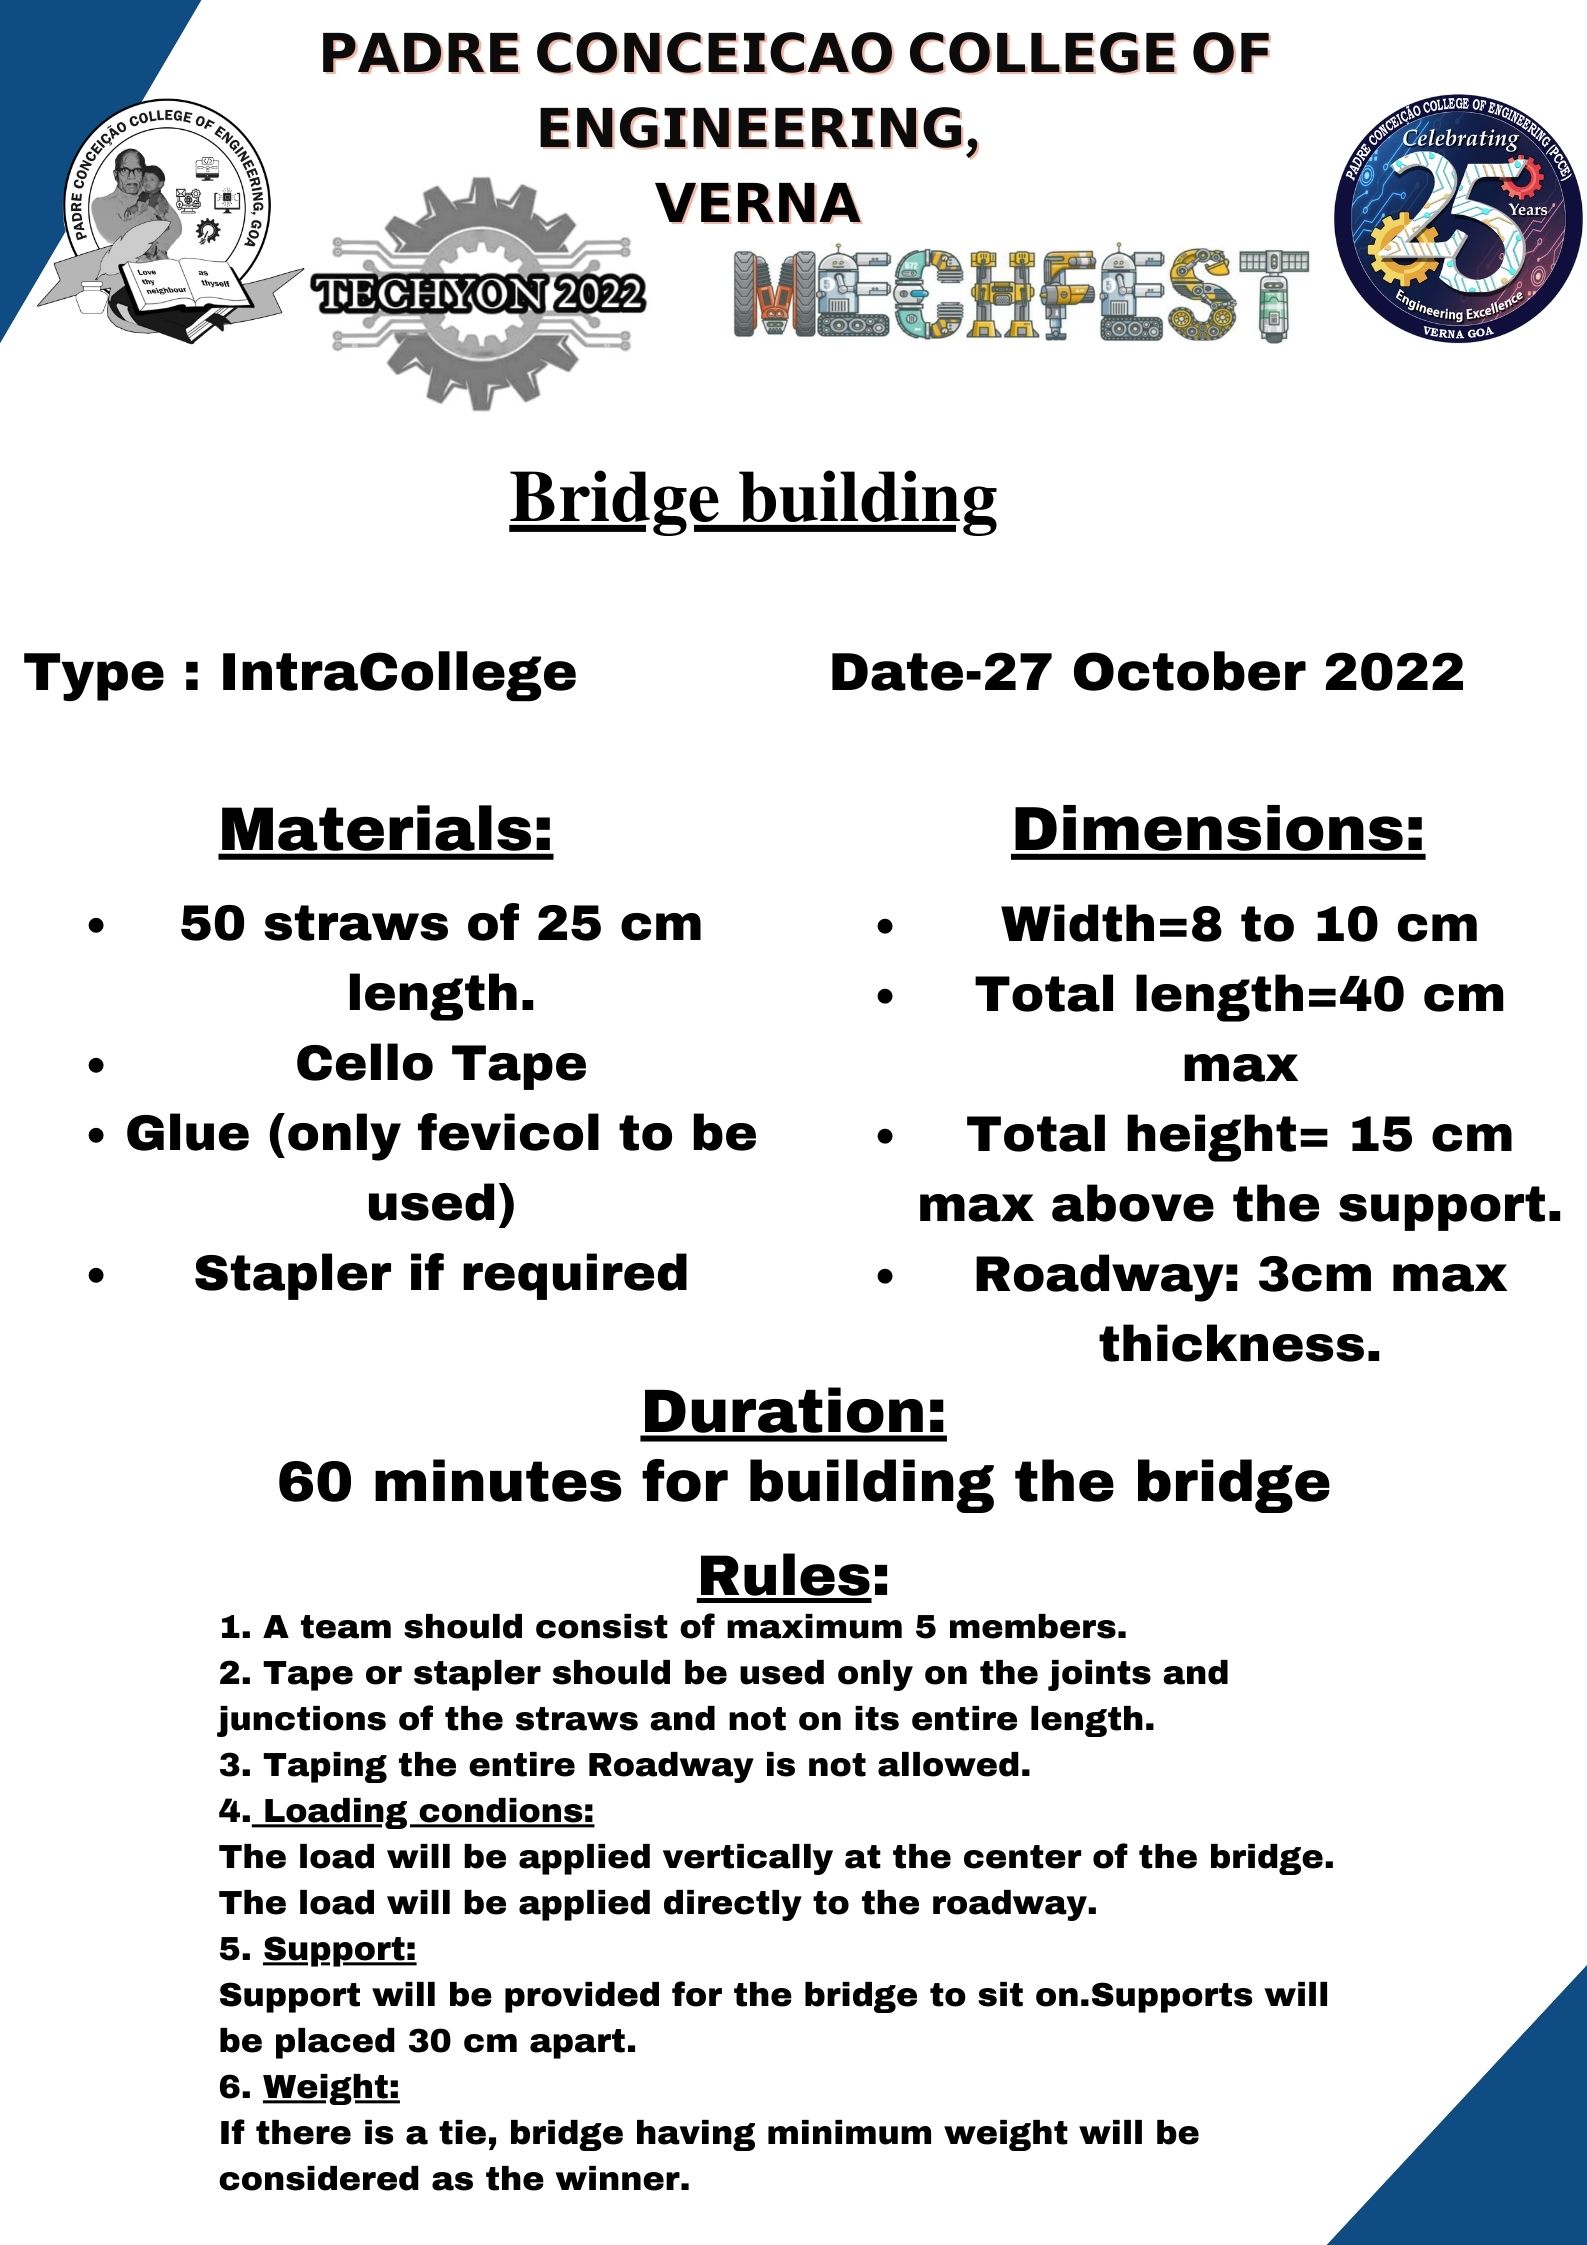 PADRE CONCEICAO COLLEGE OF
ENGINEERING,
VERNA
PADRE CONCEIÇÃO COLLEGE OF ENGINEERING, GOA
Love
thy
neighbour
as
thyself
TECHYON 2022
MECHFEST
PADRE CONCEIÇÃO COLLEGE OF ENGINEERING (PCCE)
Celebrating
25
Years
Engineering Excellence
VERNA GOA
Bridge building
Type : IntraCollege
Date-27 October 2022
Materials:
• 50 straws of 25 cm
length.
• Cello Tape
• Glue (only fevicol to be
used)
• Stapler if required
Dimensions:
• Width=8 to 10 cm
• Total length=40 cm
max
• Total height= 15 cm
max above the support.
• Roadway: 3cm max
thickness.
Duration:
60 minutes for building the bridge
Rules:
1. A team should consist of maximum 5 members.
2. Tape or stapler should be used only on the joints and
junctions of the straws and not on its entire length.
3. Taping the entire Roadway is not allowed.
4. Loading condions:
The load will be applied vertically at the center of the bridge.
The load will be applied directly to the roadway.
5. Support:
Support will be provided for the bridge to sit on.Supports will
be placed 30 cm apart.
6. Weight:
If there is a tie, bridge having minimum weight will be
considered as the winner.